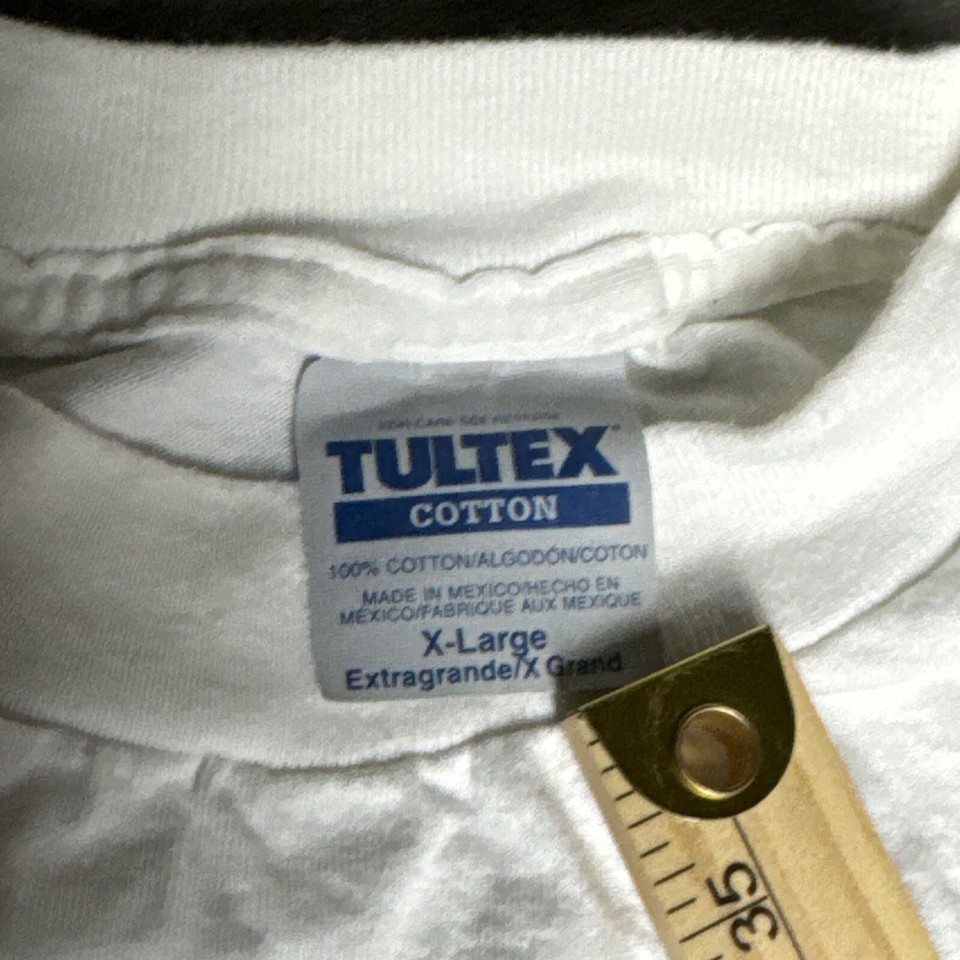 TULTEX
COTTON
100% COTTON/ALGODÓN/COTON
MADE IN MEXICO/HECHO EN
MÉXICO/FABRIQUE AUX MEXIQUE
X-Large
Extragrande/X Grand
35